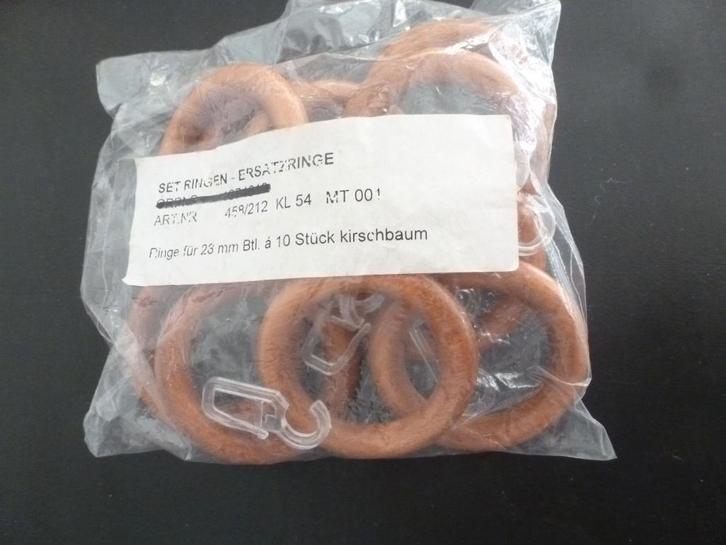 SET RINGEN - ERSATZRINGE
ART.NR 458/212 KL 54 MT 001
Ringe für 23 mm Btl. á 10 Stück kirschbaum